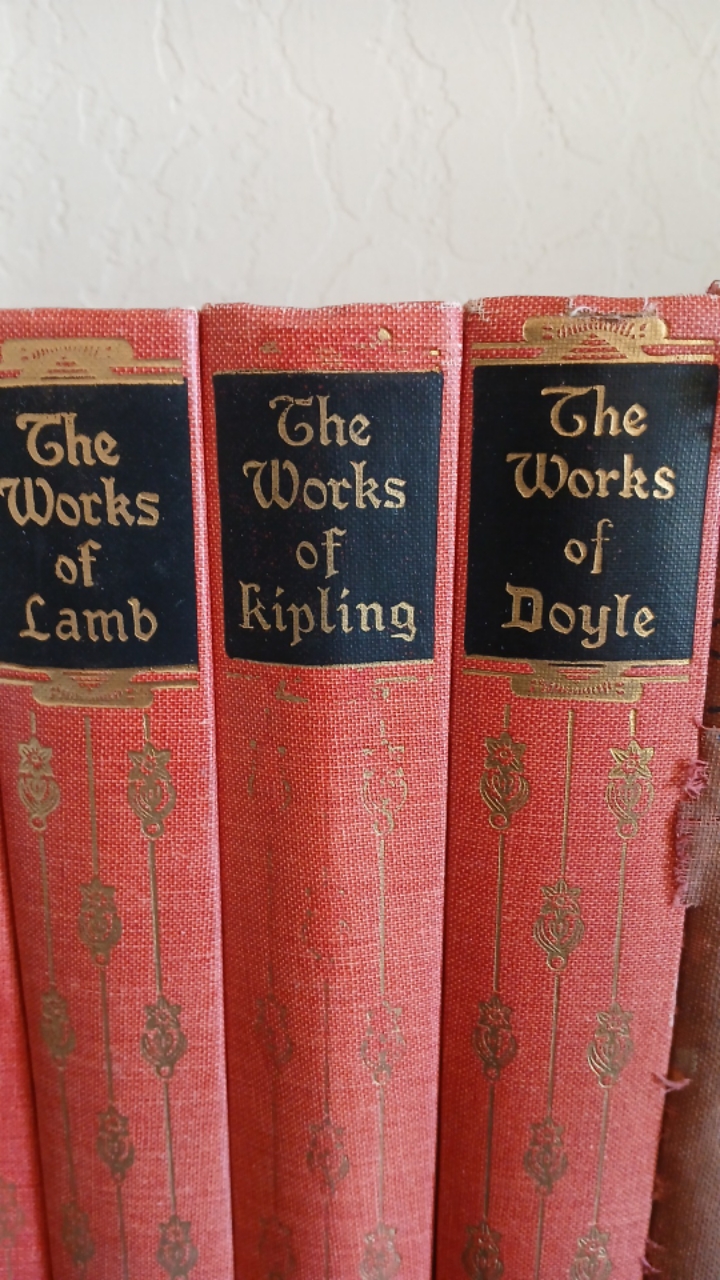 The
Works
of
Lamb
The
Works
of
Kipling
The
Works
of
Doyle